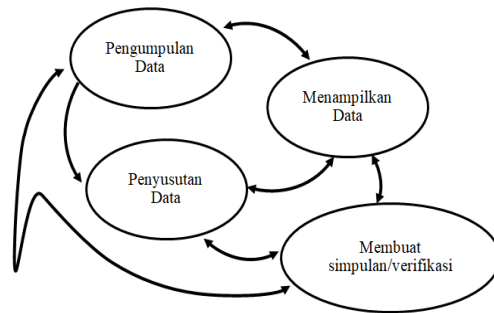 Pengumpulan
Data
Menampilkan
Data
Penyusutan
Data
Membuat
simpulan/verifikasi